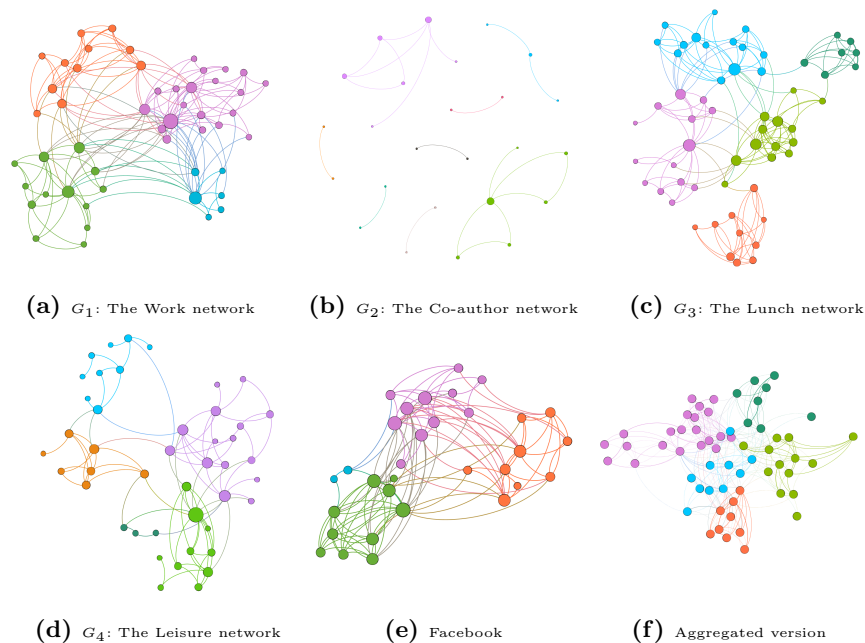 (a) G1: The Work network
(b) G2: The Co-author network
(c) G3: The Lunch network
(d) G4: The Leisure network
(e) Facebook
(f) Aggregated version